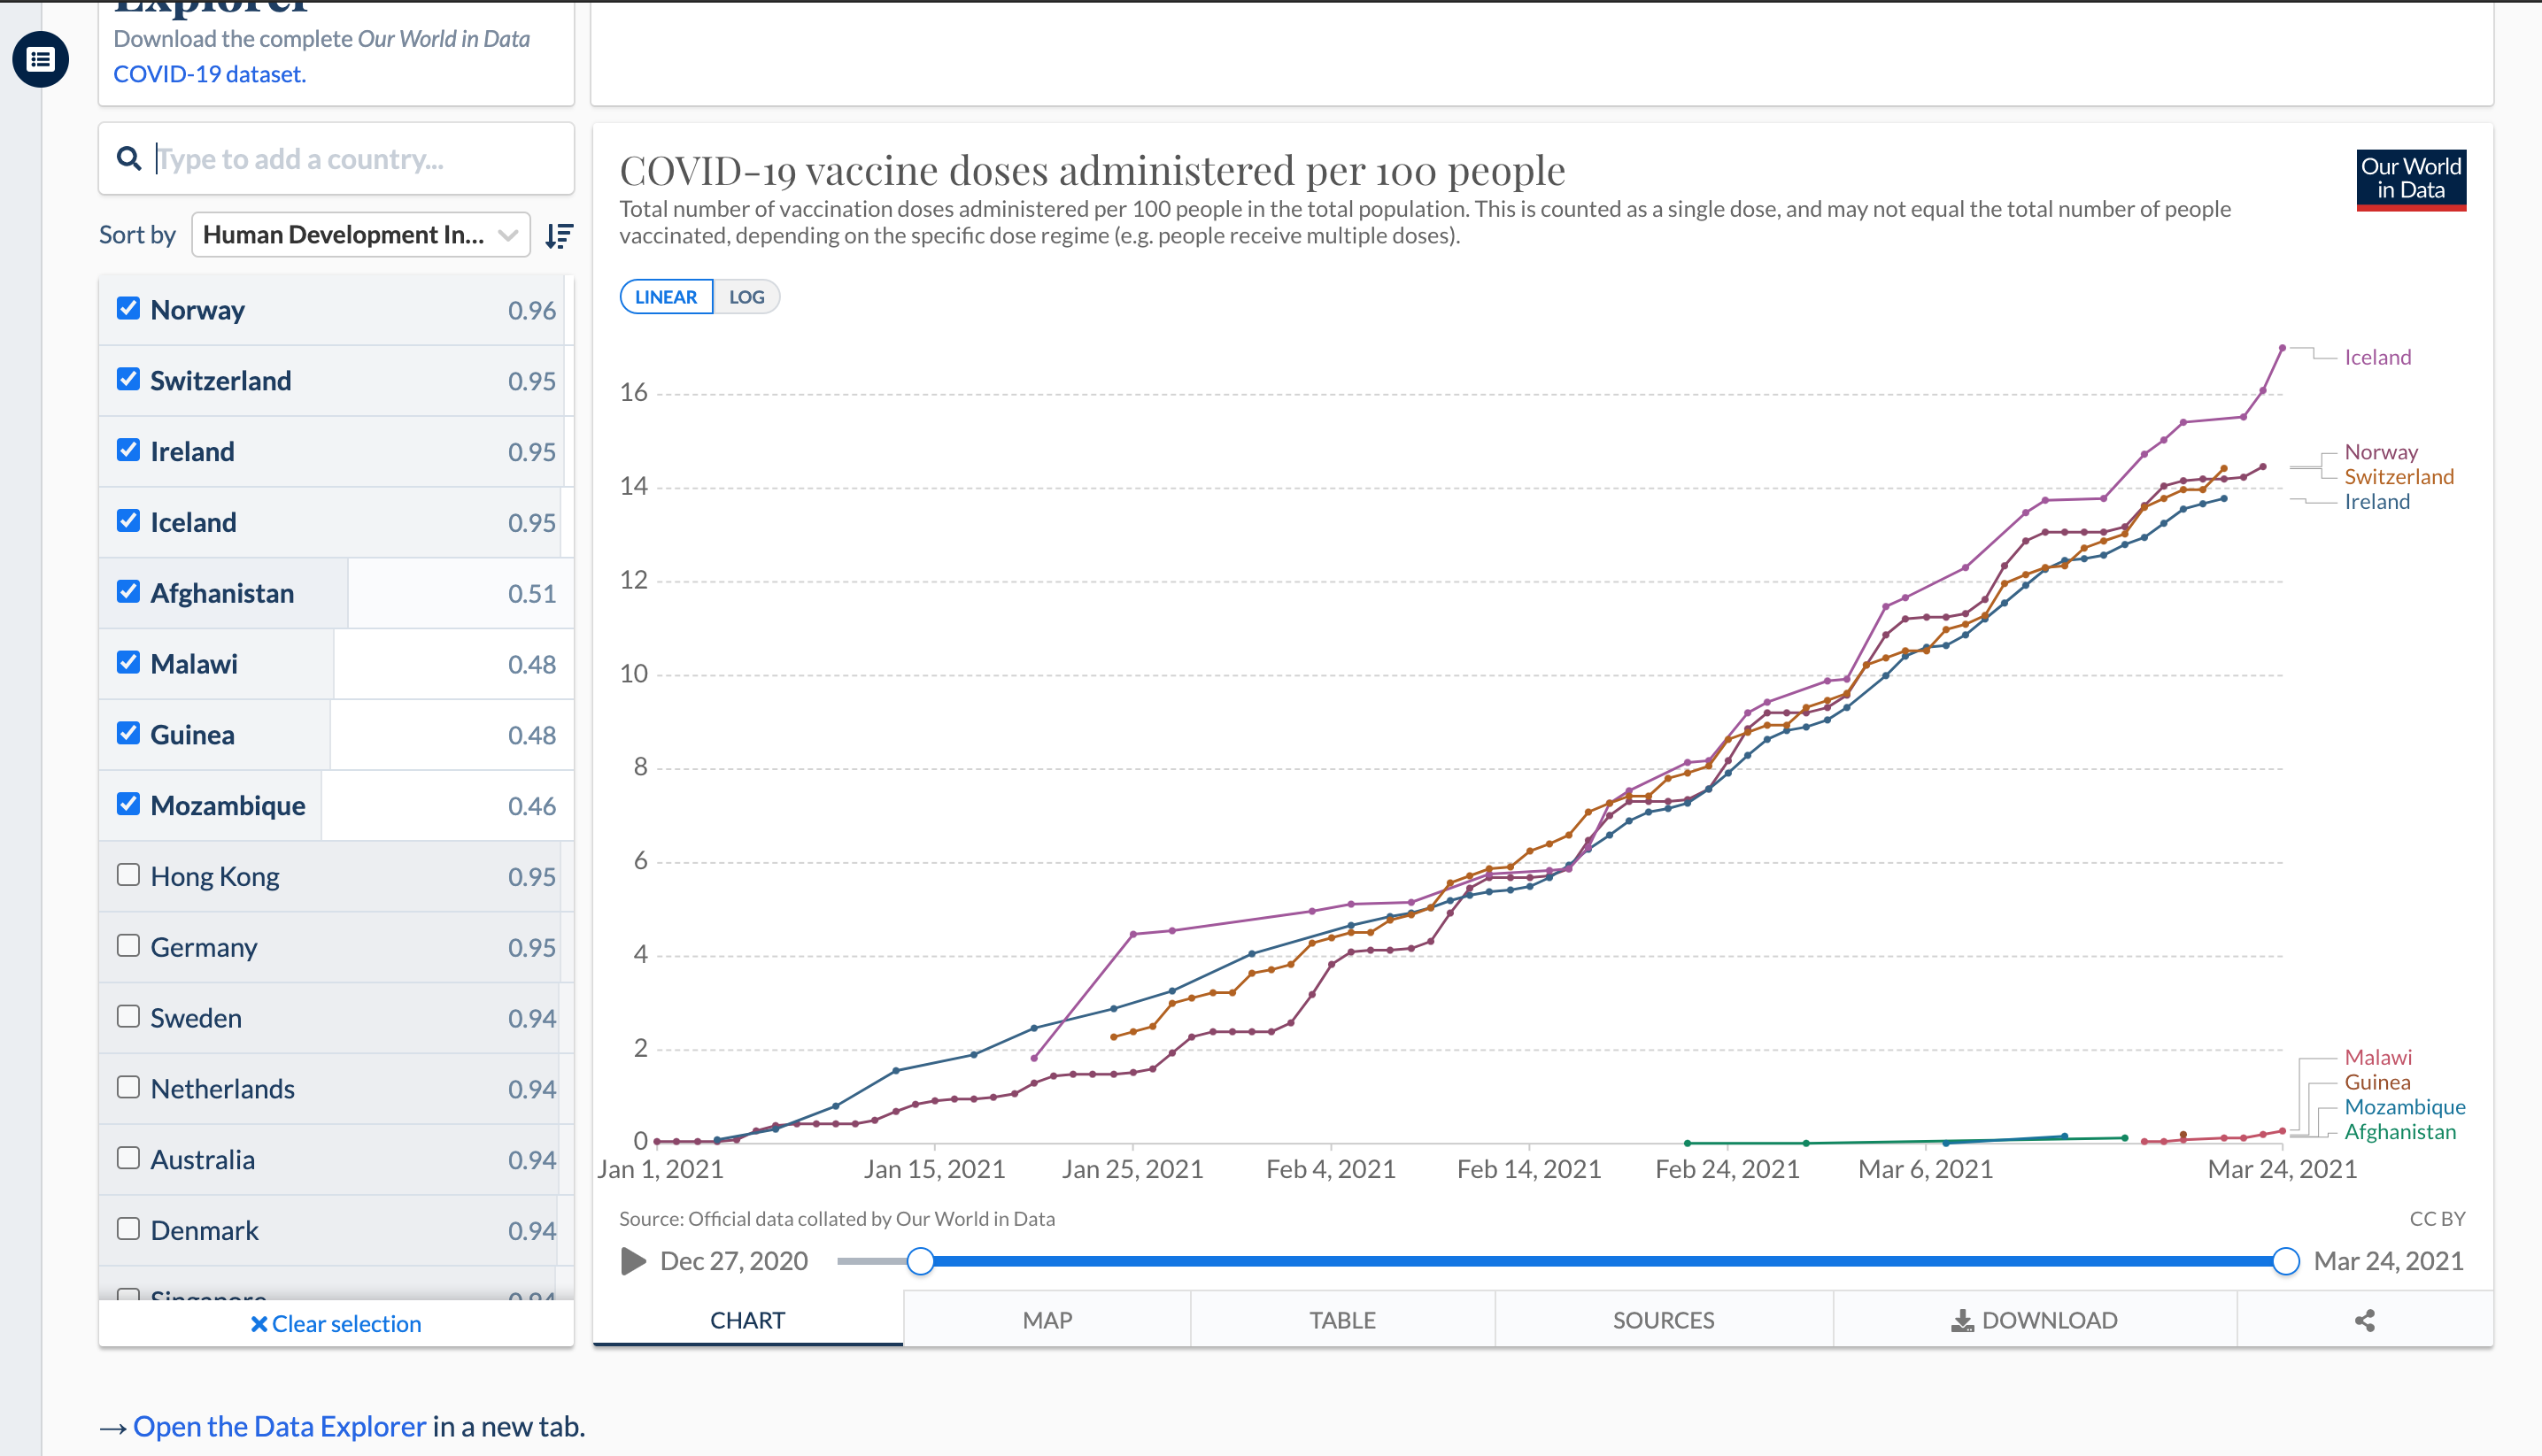 Explorer
Download the complete Our World in Data
COVID-19 dataset.
Type to add a country...
Sort by Human Development In...
Norway 0.96
Switzerland 0.95
Ireland 0.95
Iceland 0.95
Afghanistan 0.51
Malawi 0.48
Guinea 0.48
Mozambique 0.46
Hong Kong 0.95
Germany 0.95
Sweden 0.94
Netherlands 0.94
Australia 0.94
Denmark 0.94
Singapore 0.94
Clear selection
COVID-19 vaccine doses administered per 100 people
Total number of vaccination doses administered per 100 people in the total population. This is counted as a single dose, and may not equal the total number of people
vaccinated, depending on the specific dose regime (e.g. people receive multiple doses).
Our World
in Data
LINEAR LOG
16
14
12
10
8
6
4
2
0
Iceland
Norway
Switzerland
Ireland
Malawi
Guinea
Mozambique
Afghanistan
Jan 1, 2021 Jan 15, 2021 Jan 25, 2021 Feb 4, 2021 Feb 14, 2021 Feb 24, 2021 Mar 6, 2021 Mar 24, 2021
Source: Official data collated by Our World in Data CC BY
Dec 27, 2020 Mar 24, 2021
CHART MAP TABLE SOURCES DOWNLOAD
→ Open the Data Explorer in a new tab.